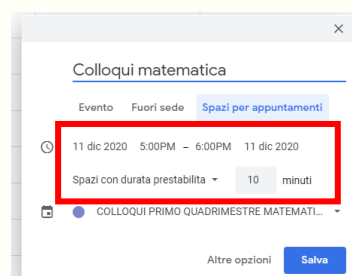 Colloqui matematica
Evento Fuori sede Spazi per appuntamenti
11 dic 2020 5:00PM – 6:00PM 11 dic 2020
Spazi con durata prestabilita 10 minuti
COLLOQUI PRIMO QUADRIMESTRE MATEMATI...
Altre opzioni Salva